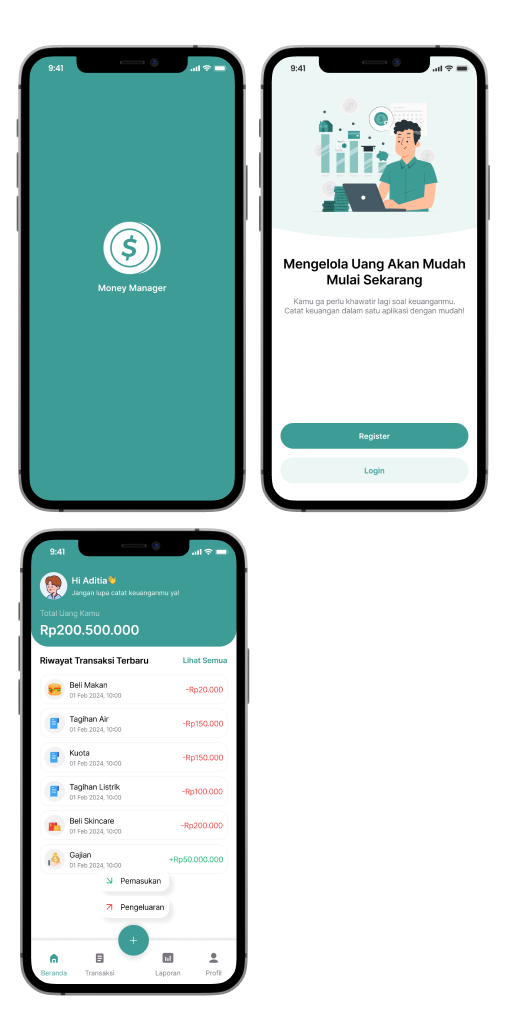 9:41
$
Money Manager
9:41
Mengelola Uang Akan Mudah
Mulai Sekarang
Kamu ga perlu khawatir lagi soal keuanganmu.
Catat keuangan dalam satu aplikasi dengan mudah!
Register
Login
9:41
Hi Aditia👋
Jangan lupa catat keuanganmu ya!
Total Uang Kamu
Rp200.500.000
Riwayat Transaksi Terbaru
Lihat Semua
Beli Makan
01 Feb 2024, 10:00
-Rp20.000
Tagihan Air
01 Feb 2024, 10:00
-Rp150.000
Kuota
01 Feb 2024, 10:00
-Rp150.000
Tagihan Listrik
01 Feb 2024, 10:00
-Rp100.000
Beli Skincare
01 Feb 2024, 10:00
-Rp200.000
Gajian
01 Feb 2024, 10:00
+Rp50.000.000
Pemasukan
Pengeluaran
+
Beranda
Transaksi
Laporan
Profil